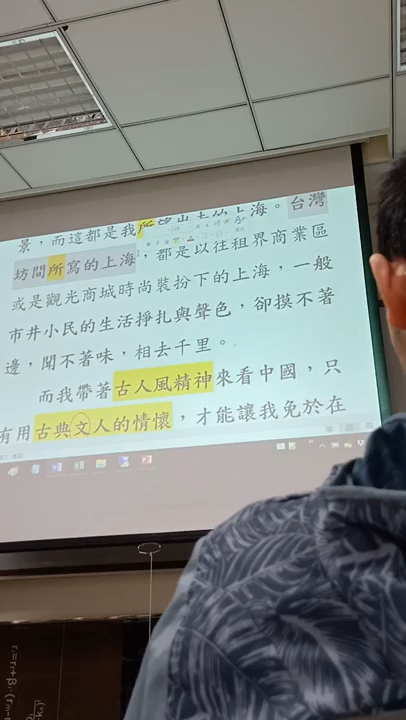 景，而這都是我所 出去的上海。台灣
坊間所寫的上海，都是以往租界商業區
或是觀光商城時尚裝扮下的上海，一般
市井小民的生活掙扎與聲色，卻摸不著
邊，聞不著味，相去千里。
而我帶著古人風精神來看中國，只
有用古典文人的情懷，才能讓我免於在